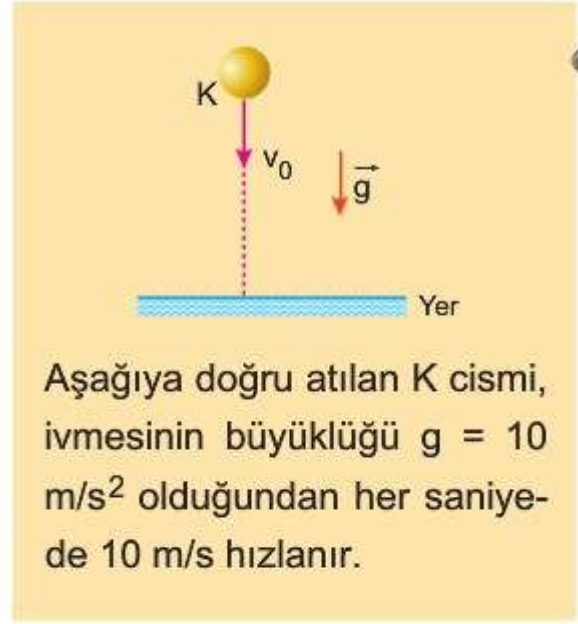 K
v0
g
Yer
Aşağıya doğru atılan K cismi,
ivmesinin büyüklüğü g = 10
m/s² olduğundan her saniye-
de 10 m/s hızlanır.